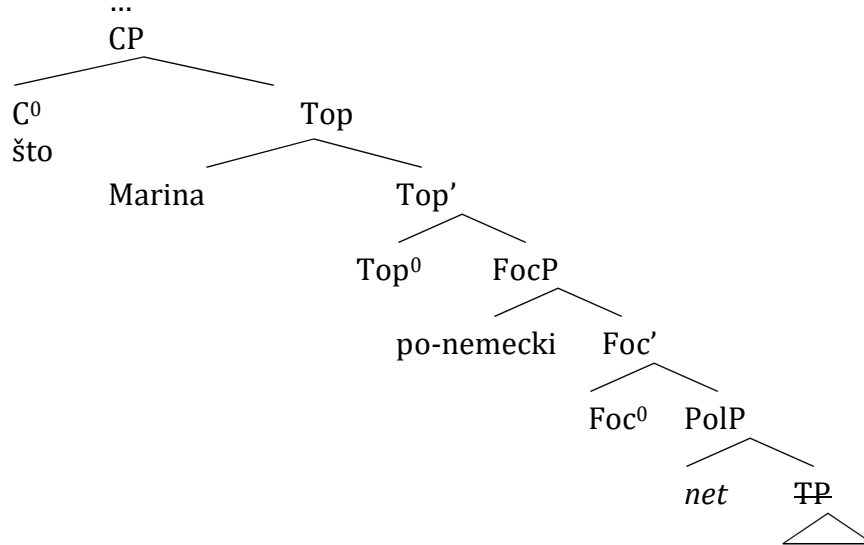 …
CP
C⁰ Top
što
Marina Top’
Top⁰ FocP
po-nemecki Foc’
Foc⁰ PolP
net TP